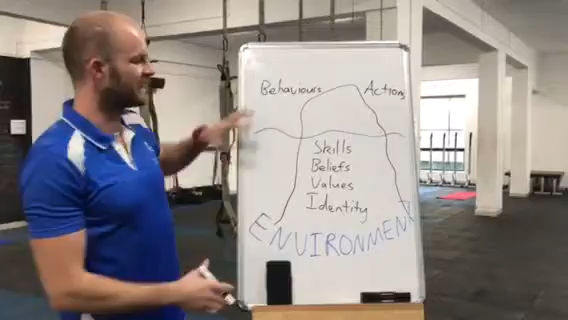 Behaviours Actions
Skills
Beliefs
Values
Identity
ENVIRONMENT